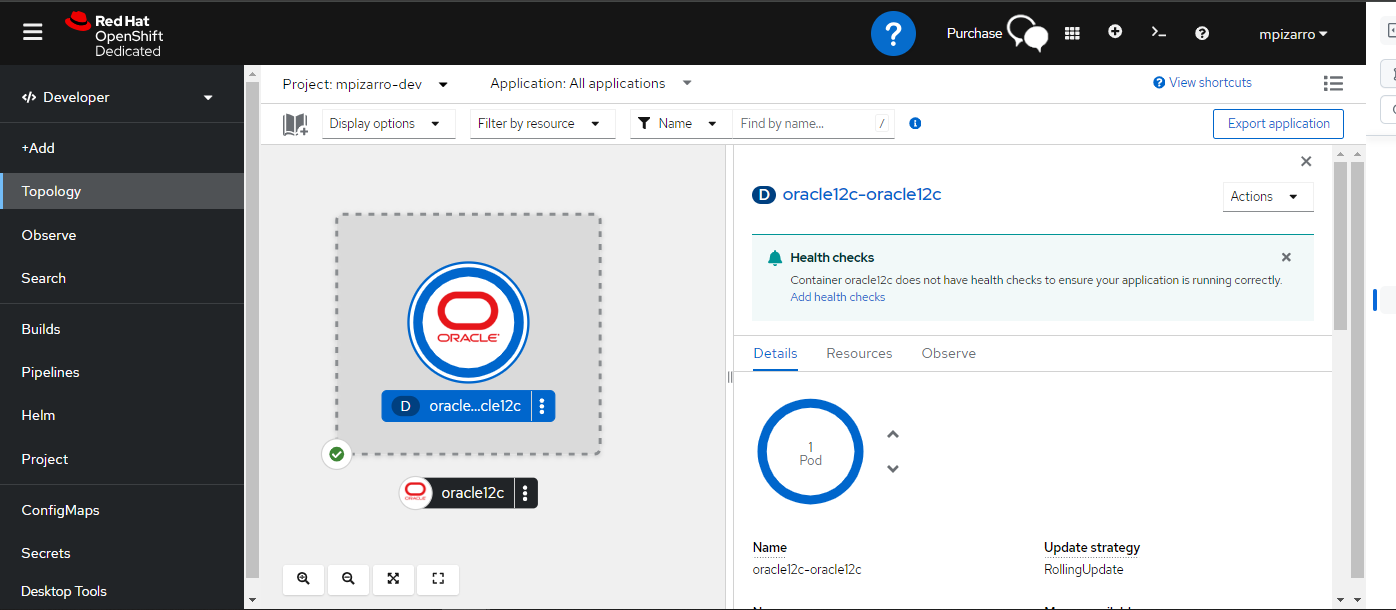 Red Hat
OpenShift
Dedicated
?
Purchase
mpizarro
Developer
+Add
Topology
Observe
Search
Builds
Pipelines
Helm
Project
ConfigMaps
Secrets
Desktop Tools
Project: mpizarro-dev
Application: All applications
View shortcuts
Display options
Filter by resource
Name
Find by name...
/
Export application
ORACLE
D oracle...cle12c
oracle12c
D oracle12c-oracle12c
Actions
Health checks
Container oracle12c does not have health checks to ensure your application is running correctly.
Add health checks
Details
Resources
Observe
1
Pod
Name
oracle12c-oracle12c
Update strategy
RollingUpdate